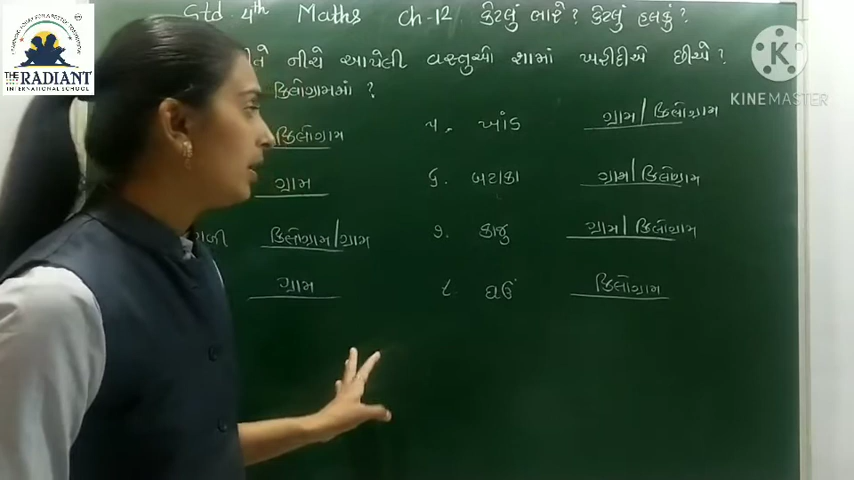 THE RADIANT
INTERNATIONAL SCHOOL
Std 4th Maths ch-12 કેટલું ભારે? કેટલું હલકું?
નીચે આપેલી વસ્તુઓ શામાં ખરીદીએ છીએ?
કિલોગ્રામમાં?
કિલોગ્રામ ૫. ખાંડ ગ્રામ/કિલોગ્રામ
ગ્રામ ૬. બટાકા ગ્રામ/કિલોગ્રામ
કિલોગ્રામ/ગ્રામ ૭. કાજુ ગ્રામ/કિલોગ્રામ
ગ્રામ ૮ ઘઉં કિલોગ્રામ
KINEMASTER